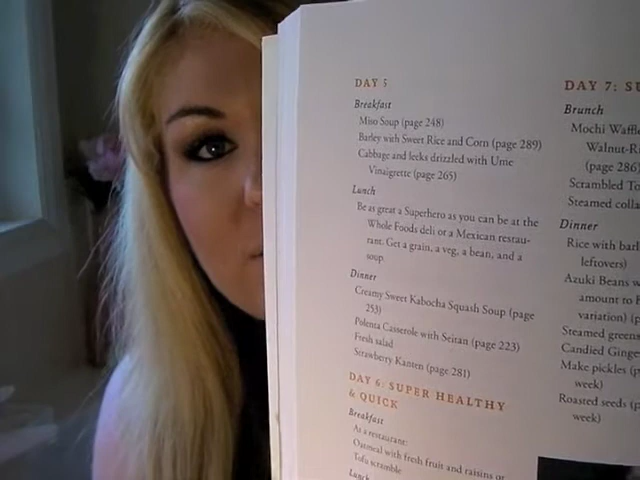 DAY 5
Breakfast
Miso Soup (page 248)
Barley with Sweet Rice and Corn (page 289)
Cabbage and leeks drizzled with Ume
Vinaigrette (page 265)
Lunch
Be as great a Superhero as you can be at the
Whole Foods deli or a Mexican restau-
rant. Get a grain, a veg, a bean, and a
soup.
Dinner
Creamy Sweet Kabocha Squash Soup (page
253)
Polenta Casserole with Seitan (page 223)
Fresh salad
Strawberry Kanten (page 281)
DAY 6: SUPER HEALTHY
& QUICK
Breakfast
At a restaurant:
Oatmeal with fresh fruit and raisins or
Tofu scramble
Lunch
DAY 7: SU
Brunch
Mochi Waffl
Walnut-R
(page 286)
Scrambled To
Steamed colla
Dinner
Rice with barl
leftovers)
Azuki Beans w
amount to
variation) (p
Steamed greens
Candied Ginge
Make pickles (p
week)
Roasted seeds (p
week)